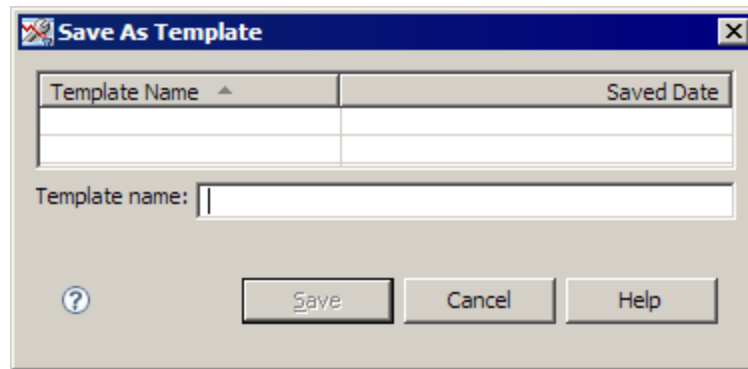 Save As Template
Template Name Saved Date
Template name:
Save Cancel Help